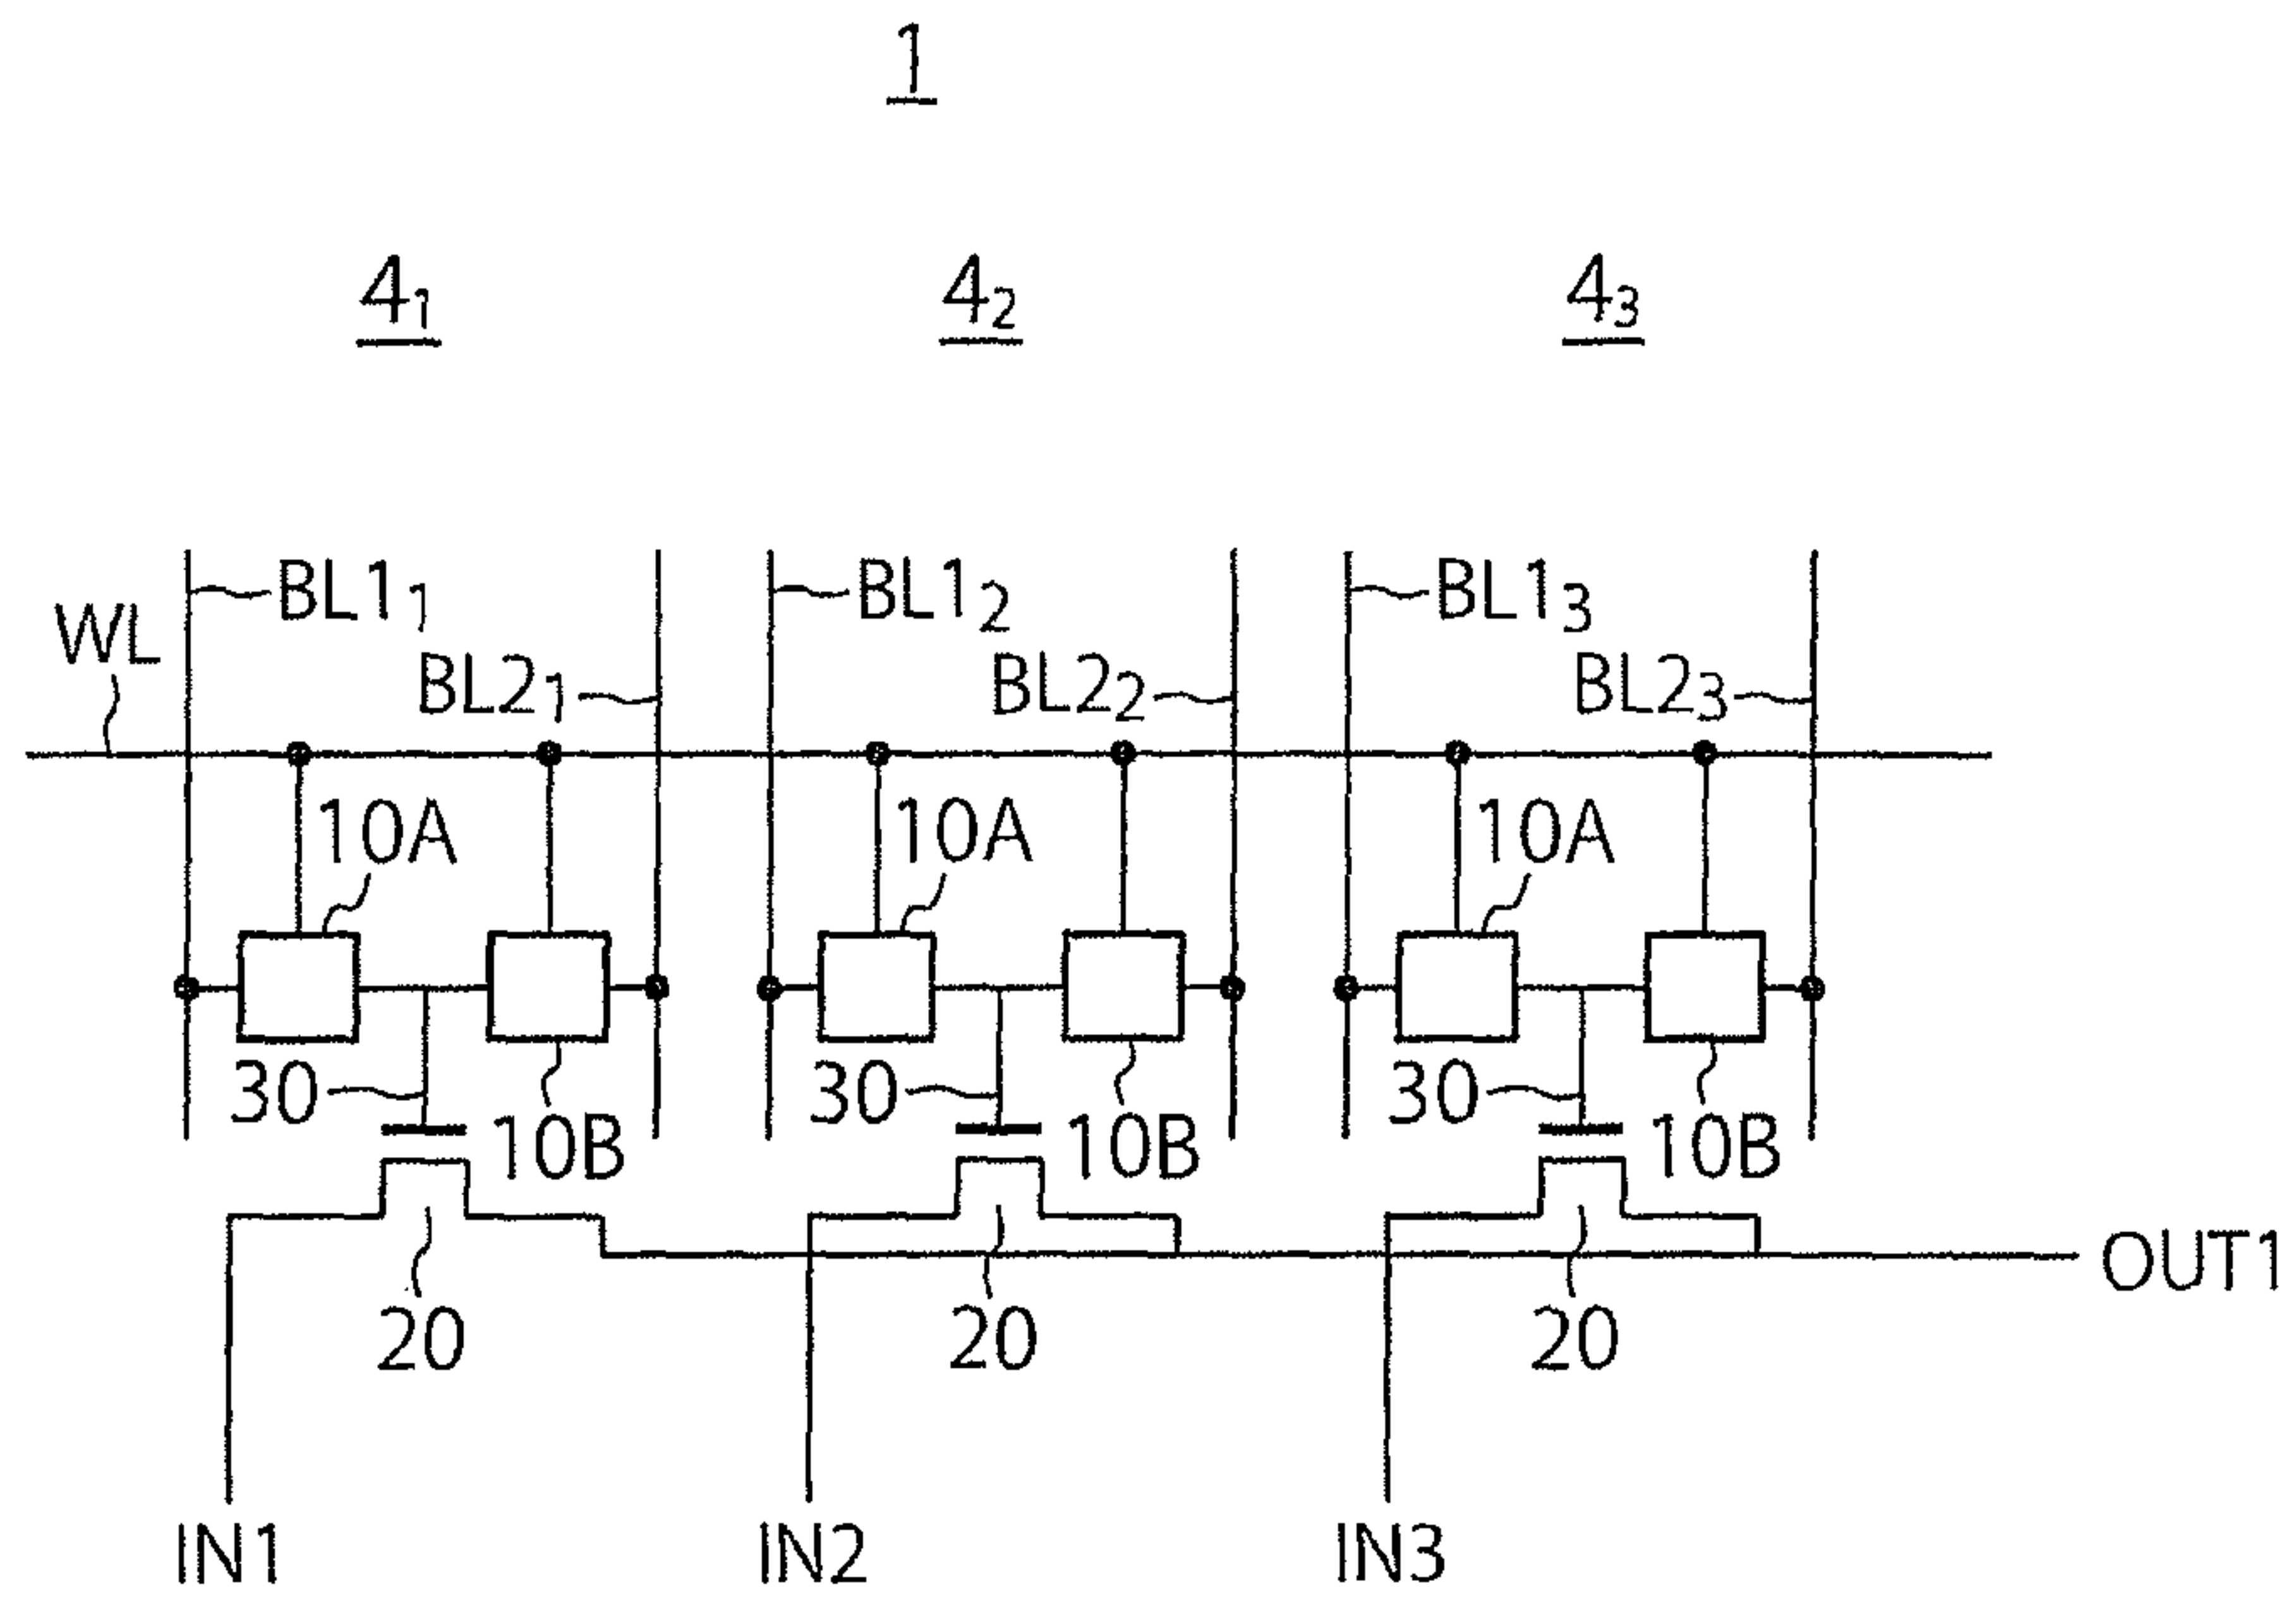 1
4₁ 4₂ 4₃
BL1₁ BL1₂ BL1₃
WL
BL2₁ BL2₂ BL2₃
10A 10A 10A
30 30 30
10B 10B 10B
OUT1
20 20 20
IN1 IN2 IN3